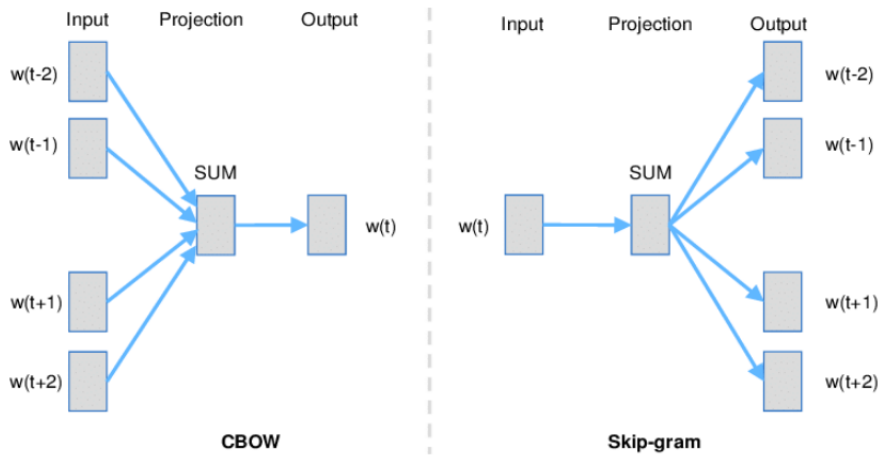 Input Projection Output
w(t-2)
w(t-1)
SUM
w(t)
w(t+1)
w(t+2)
CBOW
Input Projection Output
w(t-2)
w(t-1)
SUM
w(t)
w(t+1)
w(t+2)
Skip-gram